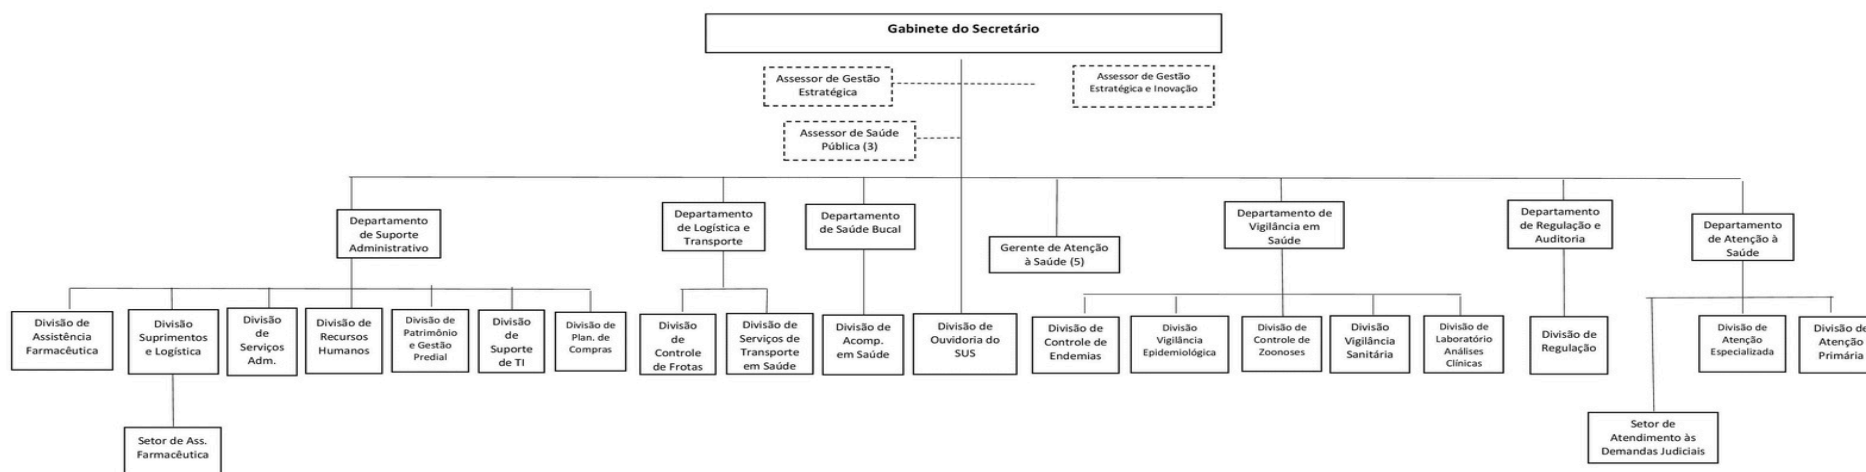 Gabinete do Secretário
Assessor de Gestão
Estratégica
Assessor de Gestão
Estratégica e Inovação
Assessor de Saúde
Pública (3)
Departamento
de Suporte
Administrativo
Departamento
de Logística e
Transporte
Departamento
de Saúde Bucal
Gerente de Atenção
à Saúde (5)
Departamento de
Vigilância em
Saúde
Departamento
de Regulação e
Auditoria
Departamento
de Atenção à
Saúde
Divisão de
Assistência
Farmacêutica
Divisão
Suprimentos
e Logística
Divisão
de
Serviços
Adm.
Divisão de
Recursos
Humanos
Divisão de
Patrimônio
e Gestão
Predial
Divisão
de
Suporte
de TI
Divisão de
Plan. de
Compras
Divisão
de
Controle
de Frotas
Divisão de
Serviços de
Transporte
em Saúde
Divisão de
Acomp.
em Saúde
Divisão de
Ouvidoria do
SUS
Divisão de
Controle de
Endemias
Divisão
Vigilância
Epidemiológica
Divisão de
Controle de
Zoonoses
Divisão
Vigilância
Sanitária
Divisão de
Laboratório
Análises
Clínicas
Divisão de
Regulação
Divisão de
Atenção
Especializada
Divisão de
Atenção
Primária
Setor de Ass.
Farmacêutica
Setor de
Atendimento às
Demandas Judiciais